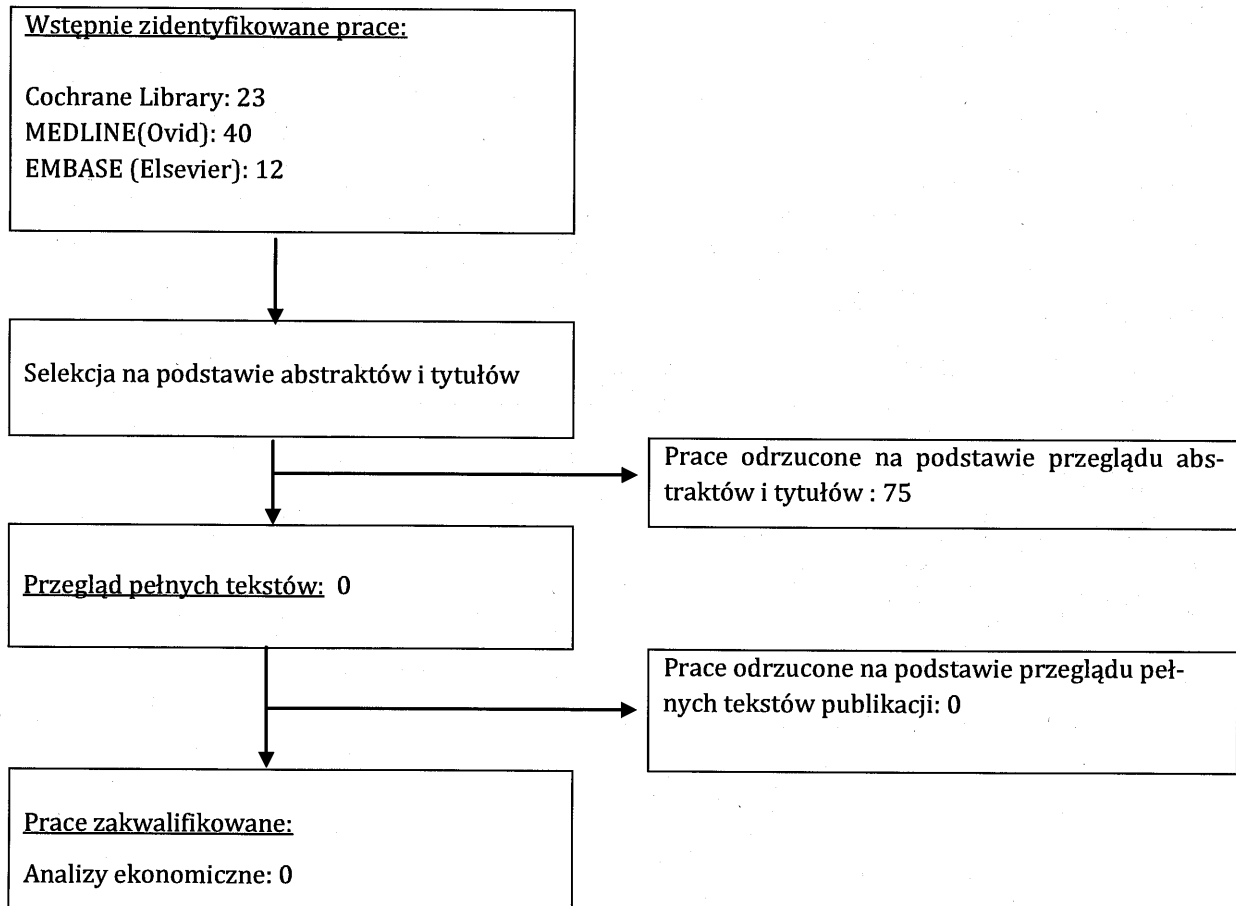 Wstępnie zidentyfikowane prace:
Cochrane Library: 23
MEDLINE(Ovid): 40
EMBASE (Elsevier): 12
Selekcja na podstawie abstraktów i tytułów
Prace odrzucone na podstawie przeglądu abs-
traktów i tytułów : 75
Przegląd pełnych tekstów: 0
Prace odrzucone na podstawie przeglądu peł-
nych tekstów publikacji: 0
Prace zakwalifikowane:
Analizy ekonomiczne: 0